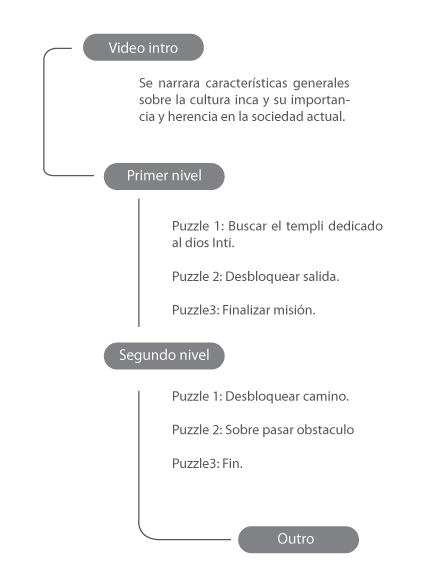 Video intro
Se narrara características generales
sobre la cultura inca y su importan-
cia y herencia en la sociedad actual.
Primer nivel
Puzzle 1: Buscar el templi dedicado
al dios Inti.
Puzzle 2: Desbloquear salida.
Puzzle3: Finalizar misión.
Segundo nivel
Puzzle 1: Desbloquear camino.
Puzzle 2: Sobre pasar obstaculo
Puzzle3: Fin.
Outro